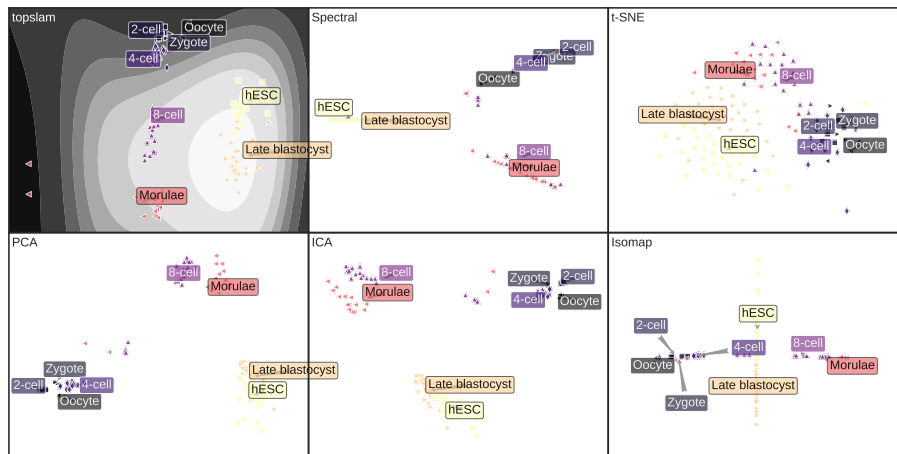 topslam
2-cell
Oocyte
Zygote
4-cell
hESC
8-cell
Late blastocyst
Morulae
Spectral
2-cell
Zygote
4-cell
Oocyte
hESC
Late blastocyst
8-cell
Morulae
t-SNE
Morulae
8-cell
Late blastocyst
Zygote
2-cell
hESC
4-cell
Oocyte
PCA
8-cell
Morulae
Zygote
2-cell
4-cell
Oocyte
Late blastocyst
hESC
ICA
8-cell
Morulae
Zygote
2-cell
4-cell
Oocyte
Late blastocyst
hESC
Isomap
hESC
2-cell
8-cell
4-cell
Oocyte
Morulae
Late blastocyst
Zygote